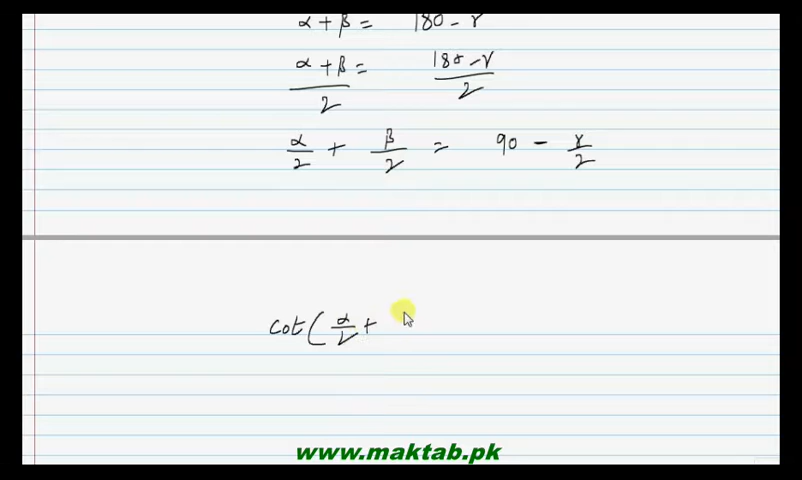 α + β = 180 - γ
α + β / 2 = 180 - γ / 2
α/2 + β/2 = 90 - γ/2
cot( α/2 +
www.maktab.pk